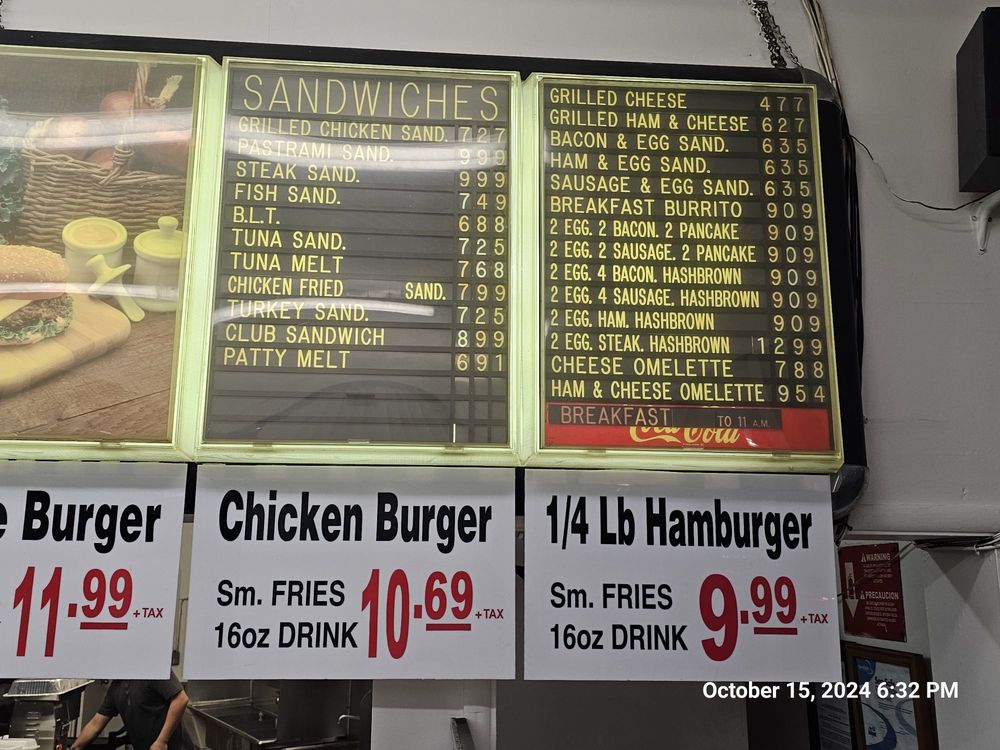 SANDWICHES
GRILLED CHICKEN SAND. 727
PASTRAMI SAND. 999
STEAK SAND. 999
FISH SAND. 749
B.L.T. 688
TUNA SAND. 725
TUNA MELT 768
CHICKEN FRIED SAND. 799
TURKEY SAND. 725
CLUB SANDWICH 899
PATTY MELT 691
GRILLED CHEESE 477
GRILLED HAM & CHEESE 627
BACON & EGG SAND. 635
HAM & EGG SAND. 635
SAUSAGE & EGG SAND. 635
BREAKFAST BURRITO 909
2 EGG. 2 BACON. 2 PANCAKE 909
2 EGG. 2 SAUSAGE. 2 PANCAKE 909
2 EGG. 4 BACON. HASHBROWN 909
2 EGG. 4 SAUSAGE. HASHBROWN 909
2 EGG. HAM. HASHBROWN 909
2 EGG. STEAK. HASHBROWN 1299
CHEESE OMELETTE 788
HAM & CHEESE OMELETTE 954
BREAKFAST TO 11 A.M.
Coca-Cola
e Burger
11.99 +TAX
Chicken Burger
Sm. FRIES
16oz DRINK
10.69 +TAX
1/4 Lb Hamburger
Sm. FRIES
16oz DRINK
9.99 +TAX
WARNING
PRECAUCION
October 15, 2024 6:32 PM